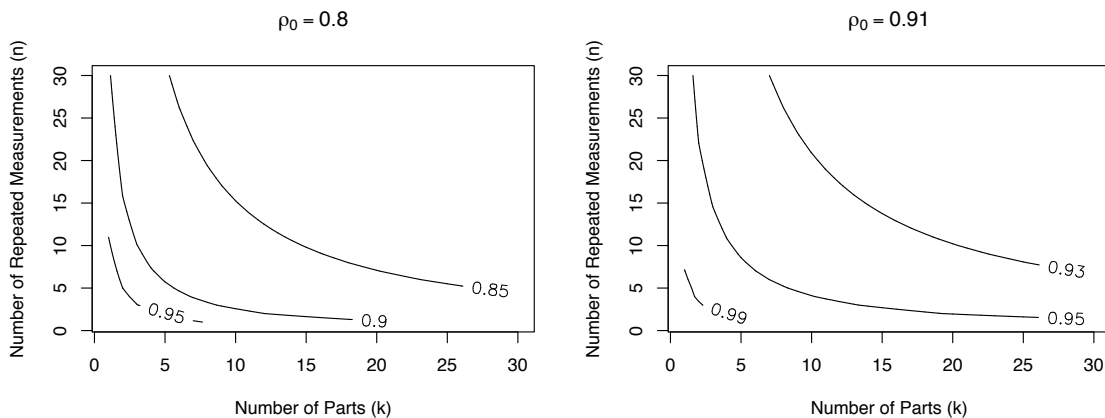 ρ₀ = 0.8
Number of Repeated Measurements (n)
30
25
20
15
10
5
0
0.85
0.9
0.95
0 5 10 15 20 25 30
Number of Parts (k)
ρ₀ = 0.91
Number of Repeated Measurements (n)
30
25
20
15
10
5
0
0.93
0.95
0.99
0 5 10 15 20 25 30
Number of Parts (k)